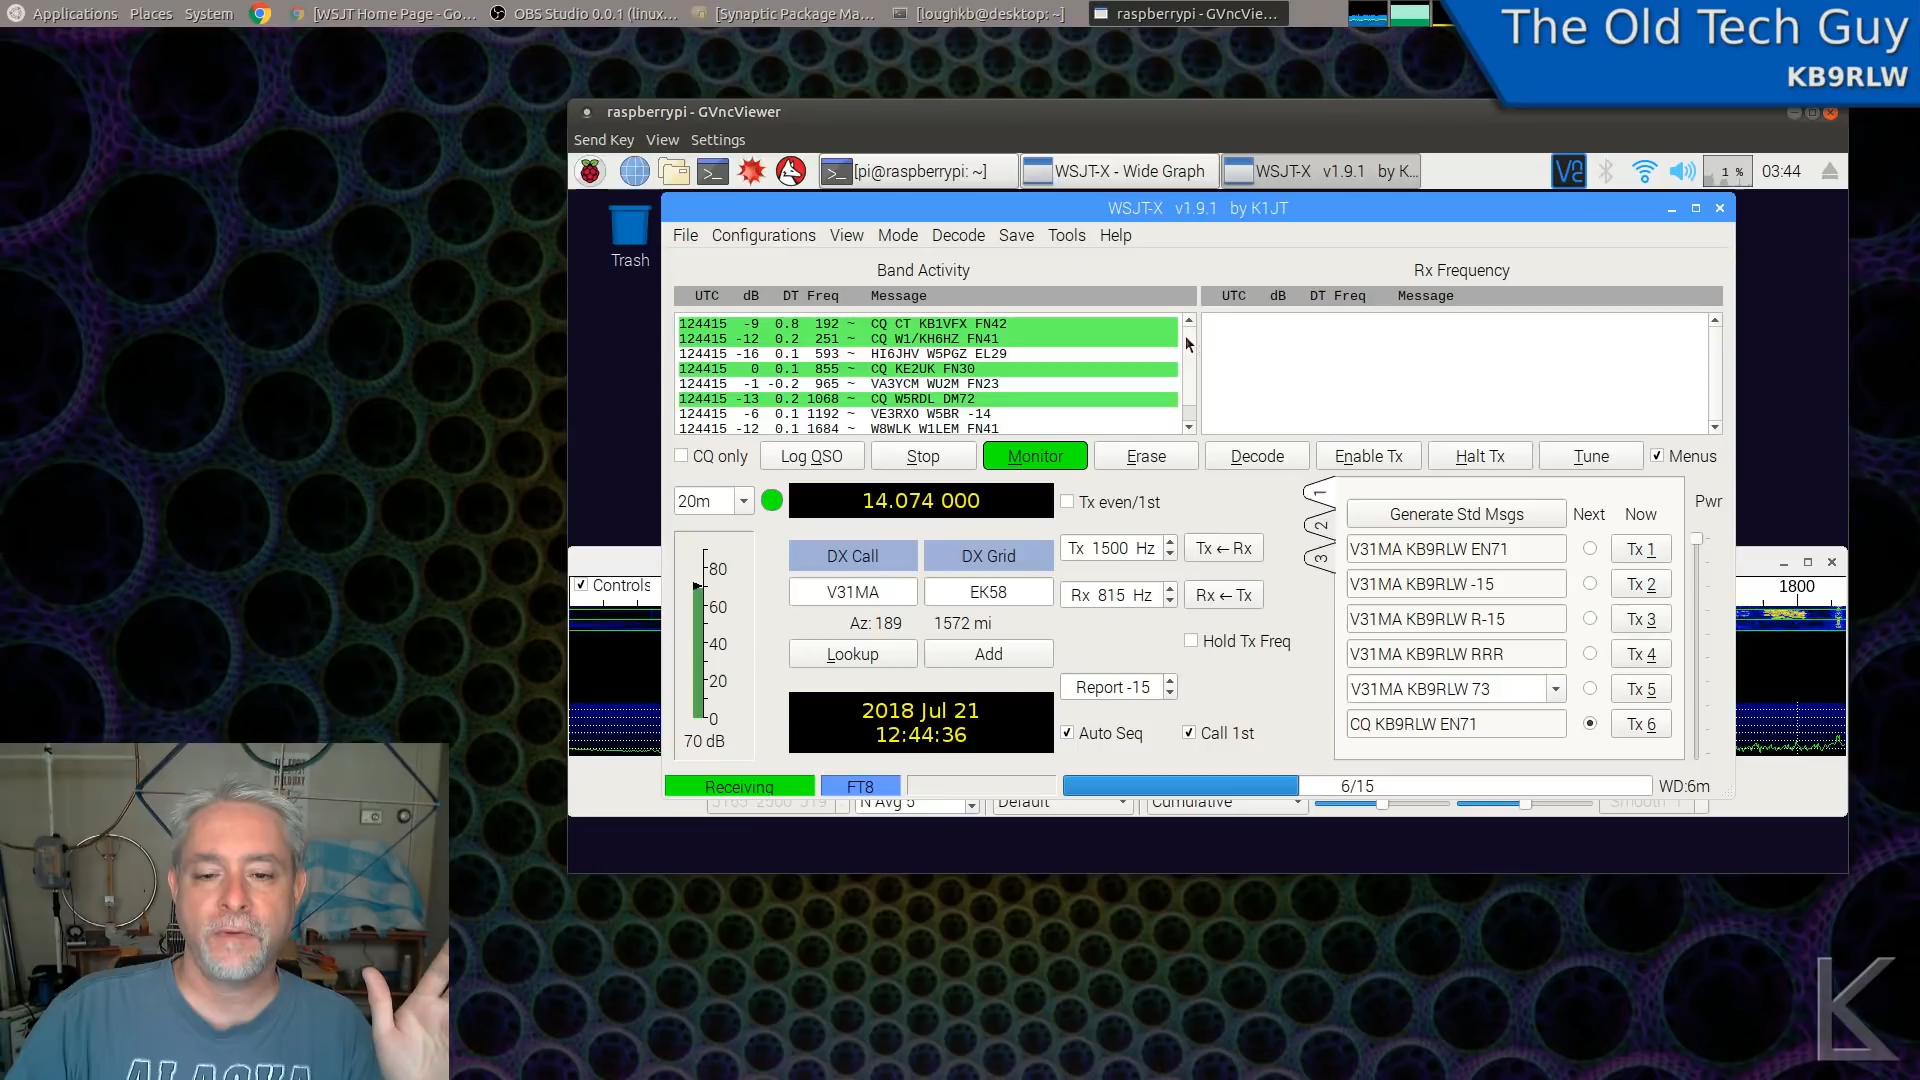 Applications Places System [WSJT Home Page - Go... OBS Studio 0.0.1 (linux... [Synaptic Package Ma... [loughkb@desktop: ~] raspberrypi - GVncVie...
The Old Tech Guy
KB9RLW
raspberrypi - GVncViewer
Send Key View Settings
[pi@raspberrypi: ~] WSJT-X - Wide Graph WSJT-X v1.9.1 by K... 1 % 03:44
Trash
WSJT-X v1.9.1 by K1JT
File Configurations View Mode Decode Save Tools Help
Band Activity Rx Frequency
UTC dB DT Freq Message UTC dB DT Freq Message
124415 -9 0.8 192 ~ CQ CT KB1VFX FN42
124415 -12 0.2 251 ~ CQ W1/KH6HZ FN41
124415 -16 0.1 593 ~ HI6JHV W5PGZ EL29
124415 0 0.1 855 ~ CQ KE2UK FN30
124415 -1 -0.2 965 ~ VA3YCM WU2M FN23
124415 -13 0.2 1068 ~ CQ W5RDL DM72
124415 -6 0.1 1192 ~ VE3RXO W5BR -14
124415 -12 0.1 1684 ~ W8WLK W1LEM FN41
CQ only Log QSO Stop Monitor Erase Decode Enable Tx Halt Tx Tune Menus
20m 14.074 000 Tx even/1st
1
2
3
Generate Std Msgs Next Now Pwr
DX Call DX Grid Tx 1500 Hz Tx ← Rx
V31MA KB9RLW EN71 Tx 1
V31MA EK58 Rx 815 Hz Rx ← Tx
V31MA KB9RLW -15 Tx 2
Az: 189 1572 mi
V31MA KB9RLW R-15 Tx 3
Lookup Add Hold Tx Freq
V31MA KB9RLW RRR Tx 4
Report -15
V31MA KB9RLW 73 Tx 5
2018 Jul 21
12:44:36
Auto Seq Call 1st
CQ KB9RLW EN71 Tx 6
80
60
40
20
0
70 dB
Controls
1800
Receiving FT8 6/15 WD:6m
N Avg 5 Default Cumulative Smooth 1
ALASKA
K